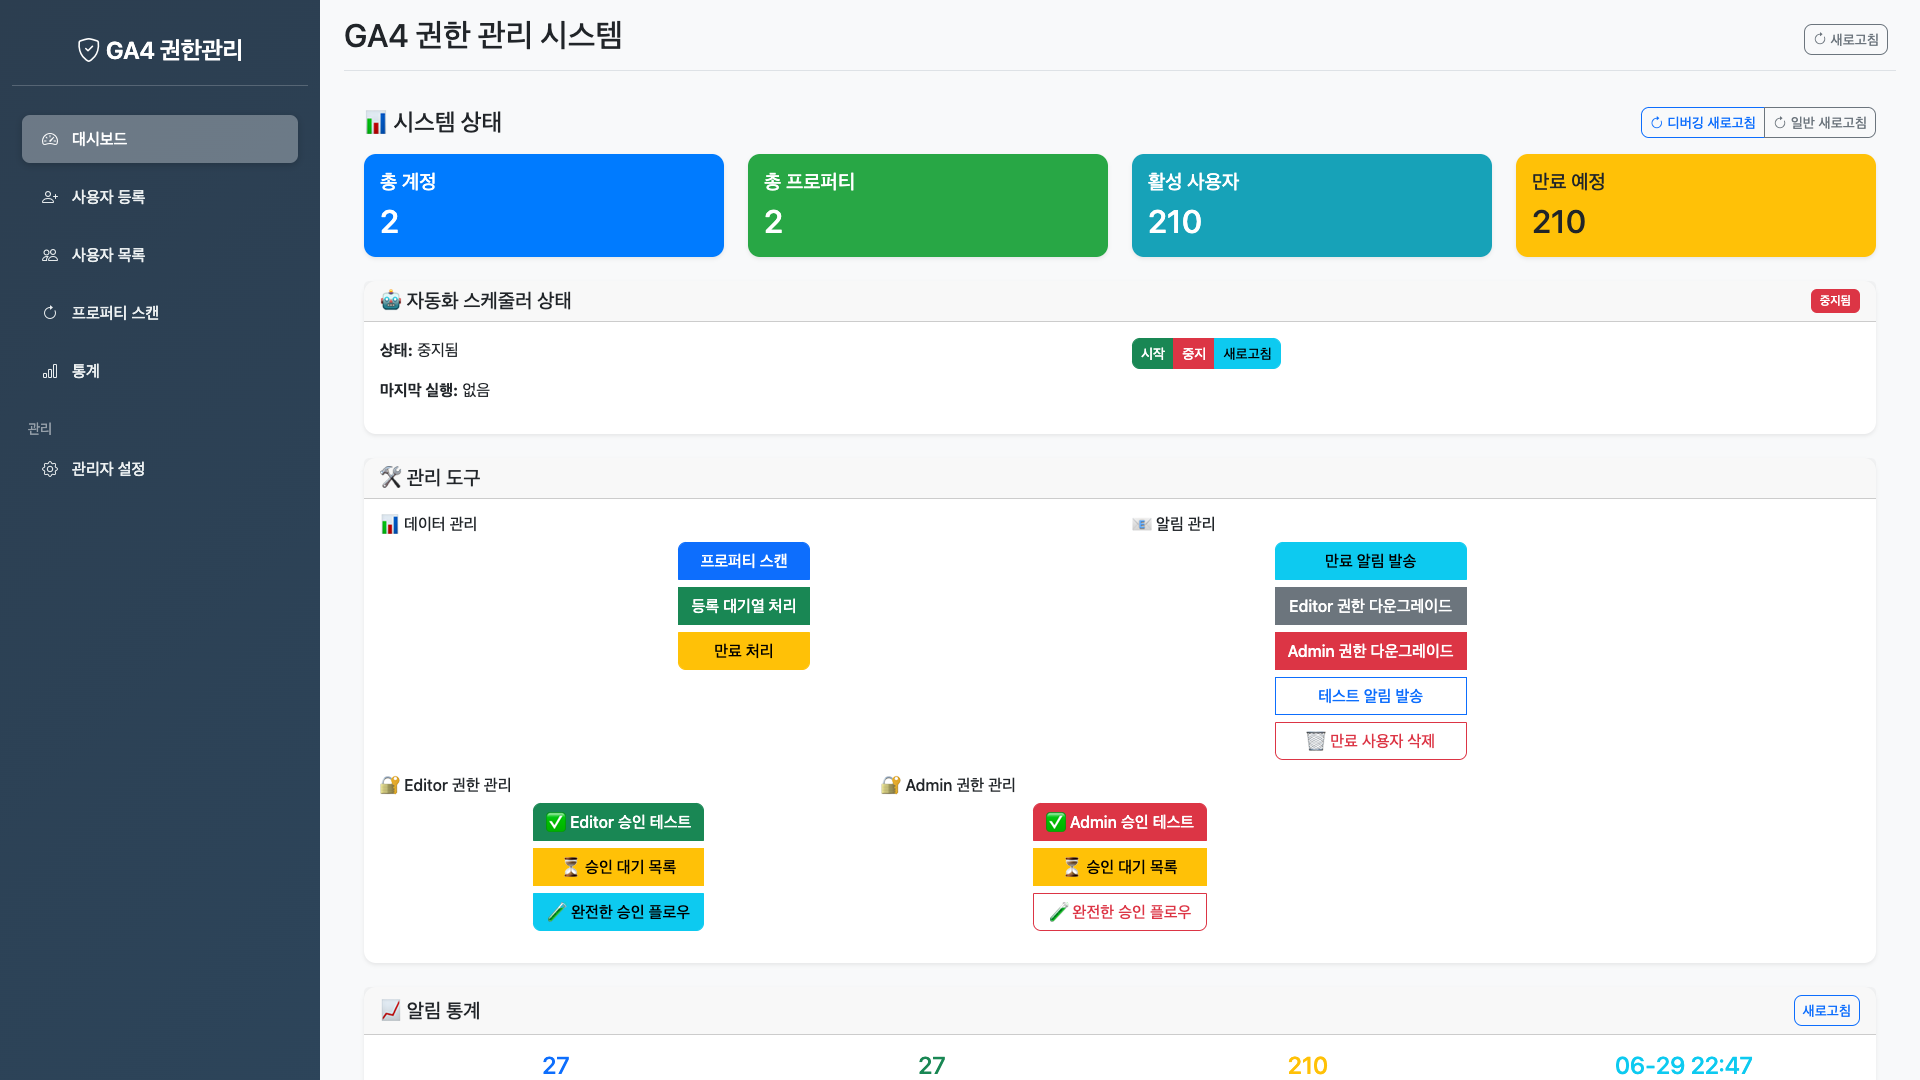 GA4 권한관리
대시보드
사용자 등록
사용자 목록
프로퍼티 스캔
통계
관리
관리자 설정
GA4 권한 관리 시스템
새로고침
시스템 상태
디버깅 새로고침
일반 새로고침
총 계정
2
총 프로퍼티
2
활성 사용자
210
만료 예정
210
자동화 스케줄러 상태
중지됨
상태: 중지됨
마지막 실행: 없음
시작
중지
새로고침
관리 도구
데이터 관리
프로퍼티 스캔
등록 대기열 처리
만료 처리
알림 관리
만료 알림 발송
Editor 권한 다운그레이드
Admin 권한 다운그레이드
테스트 알림 발송
만료 사용자 삭제
Editor 권한 관리
Editor 승인 테스트
승인 대기 목록
완전한 승인 플로우
Admin 권한 관리
Admin 승인 테스트
승인 대기 목록
완전한 승인 플로우
알림 통계
새로고침
27
27
210
06-29 22:47